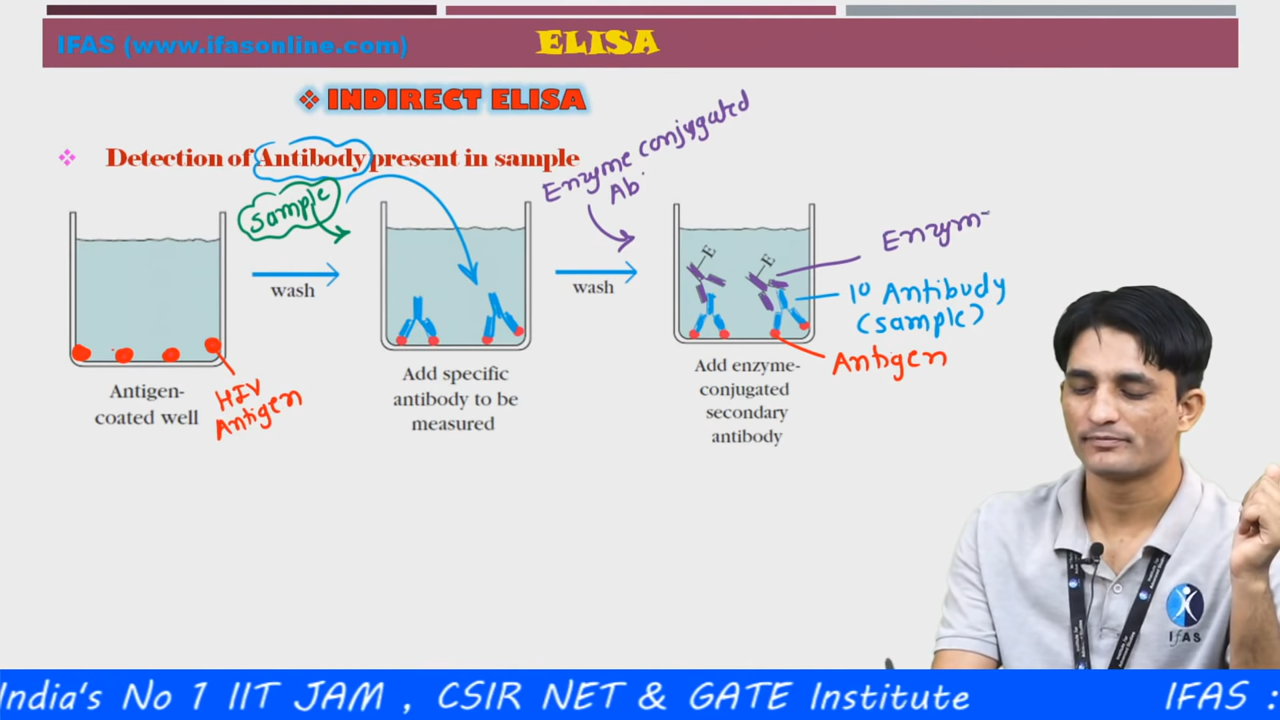 IFAS (www.ifasonline.com)
ELISA
❖ INDIRECT ELISA
❖ Detection of Antibody present in sample
Sample
Enzyme conjugated
Ab.
wash
wash
E
E
Enzym-
1° Antibody
(sample)
Antigen
HIV
Antigen
Antigen-
coated well
Add specific
antibody to be
measured
Add enzyme-
conjugated
secondary
antibody
IfAS
India's No 1 IIT JAM , CSIR NET & GATE Institute
IFAS :